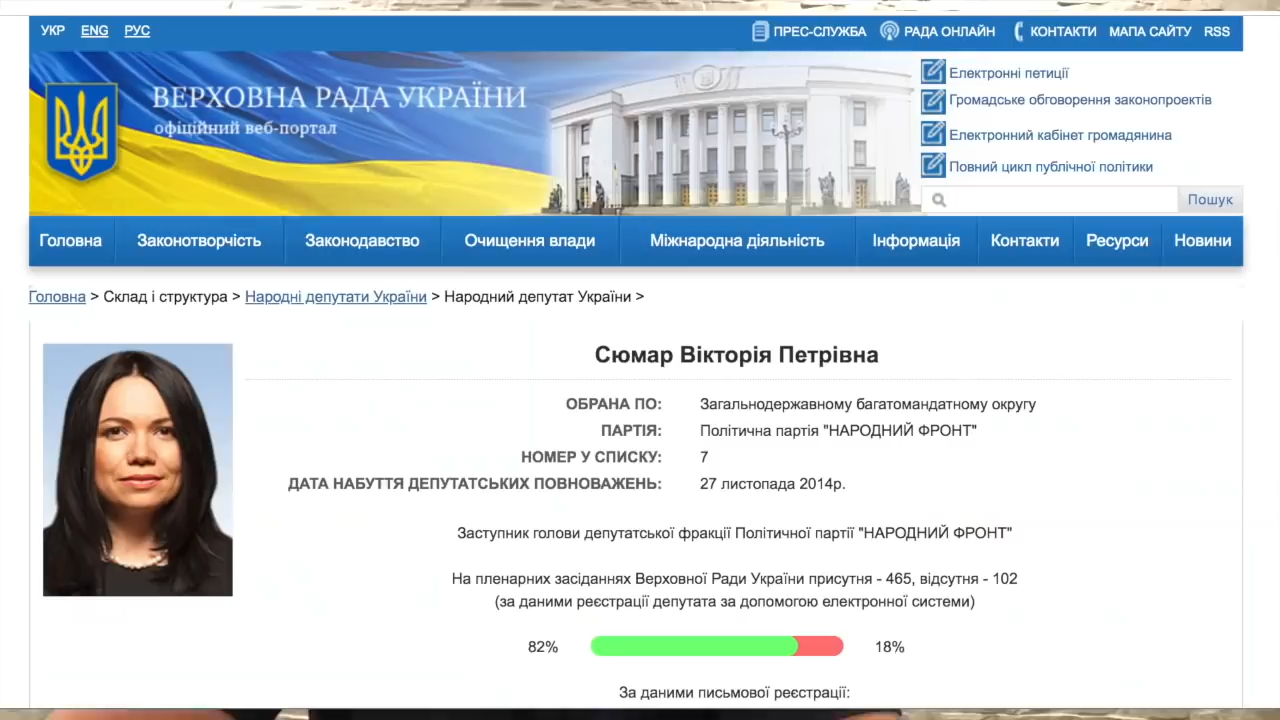 УКР ENG РУС
ПРЕС-СЛУЖБА РАДА ОНЛАЙН КОНТАКТИ МАПА САЙТУ RSS
ВЕРХОВНА РАДА УКРАЇНИ
офіційний веб-портал
Електронні петиції
Громадське обговорення законопроектів
Електронний кабінет громадянина
Повний цикл публічної політики
Пошук
Головна Законотворчість Законодавство Очищення влади Міжнародна діяльність Інформація Контакти Ресурси Новини
Головна > Склад і структура > Народні депутати України > Народний депутат України >
Сюмар Вікторія Петрівна
ОБРАНА ПО: Загальнодержавному багатомандатному округу
ПАРТІЯ: Політична партія "НАРОДНИЙ ФРОНТ"
НОМЕР У СПИСКУ: 7
ДАТА НАБУТТЯ ДЕПУТАТСЬКИХ ПОВНОВАЖЕНЬ: 27 листопада 2014р.
Заступник голови депутатської фракції Політичної партії "НАРОДНИЙ ФРОНТ"
На пленарних засіданнях Верховної Ради України присутня - 465, відсутня - 102
(за даними реєстрації депутата за допомогою електронної системи)
82% 18%
За даними письмової реєстрації: